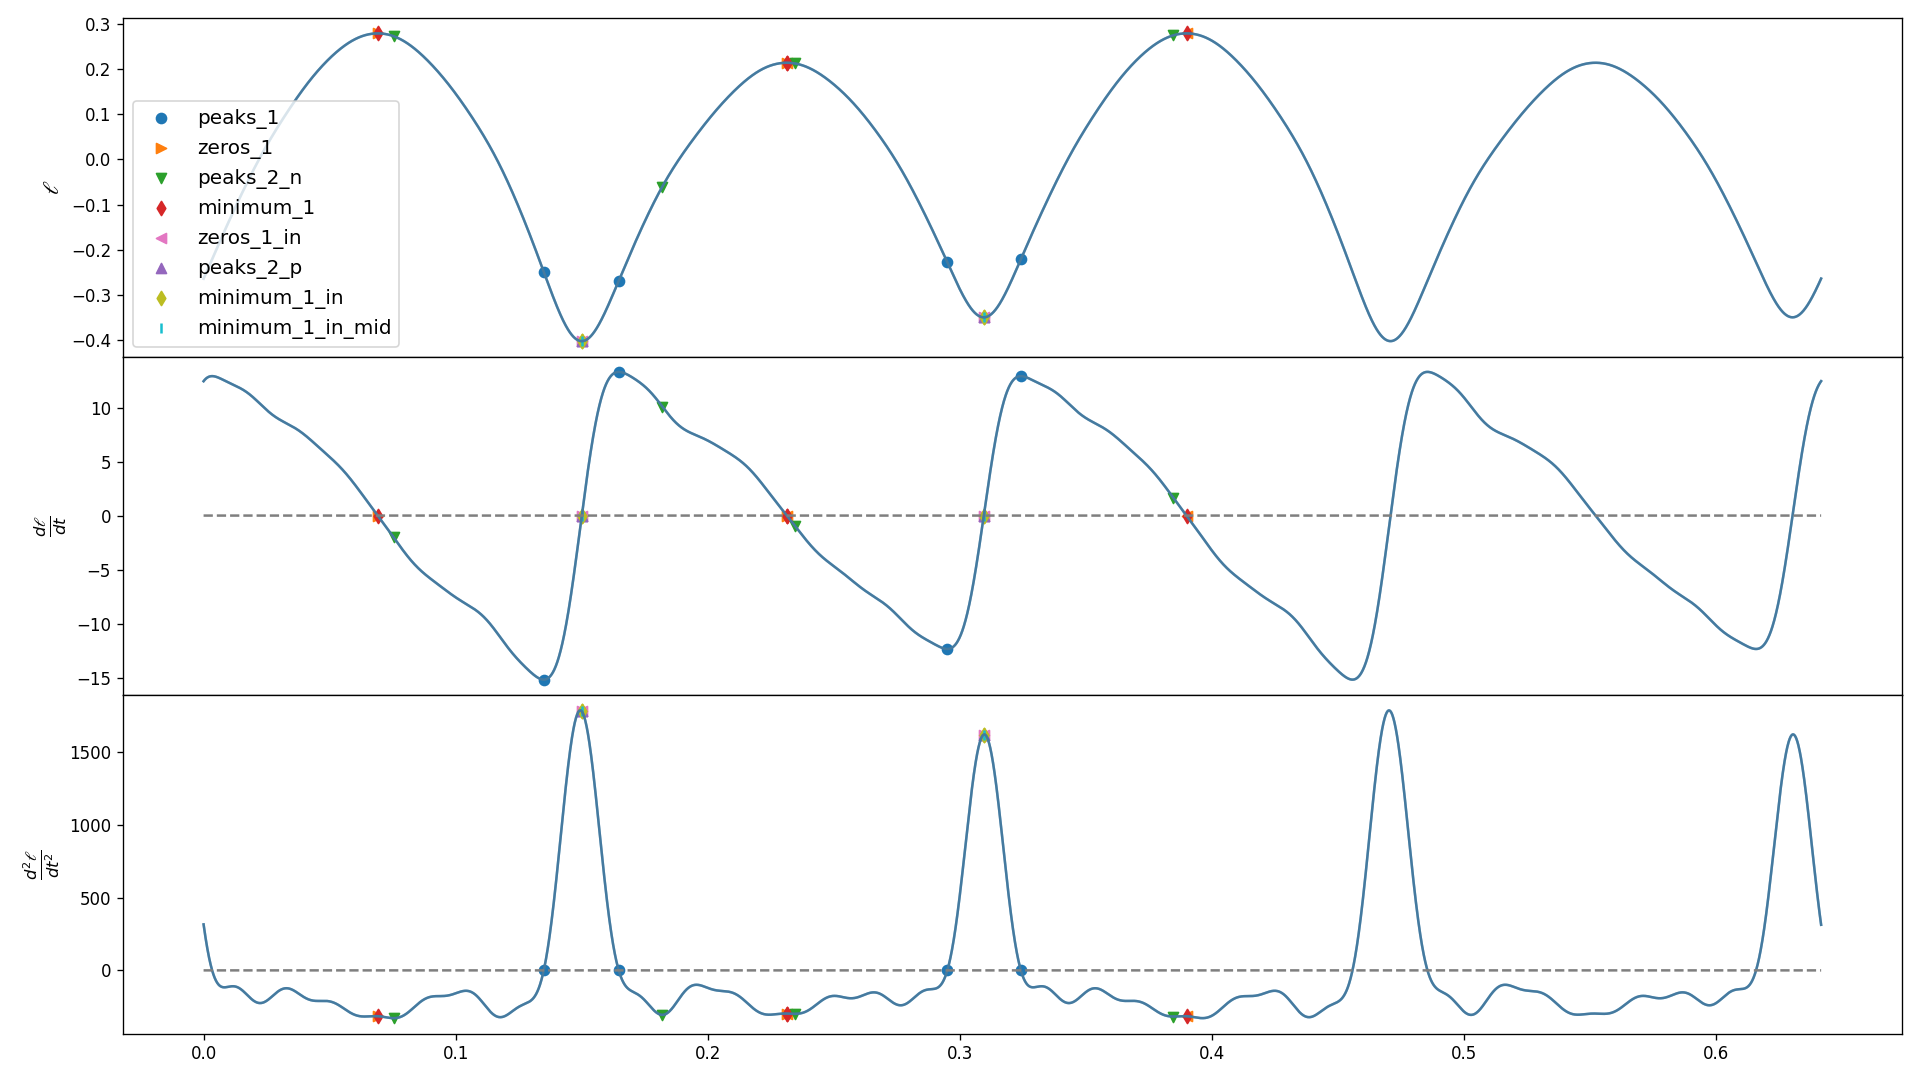 0.3
0.2
0.1
0.0
−0.1
−0.2
−0.3
−0.4
ℓ
peaks_1
zeros_1
peaks_2_n
minimum_1
zeros_1_in
peaks_2_p
minimum_1_in
minimum_1_in_mid
10
5
0
−5
−10
−15
dℓ
dt
1500
1000
500
0
d²ℓ
dt²
0.0 0.1 0.2 0.3 0.4 0.5 0.6